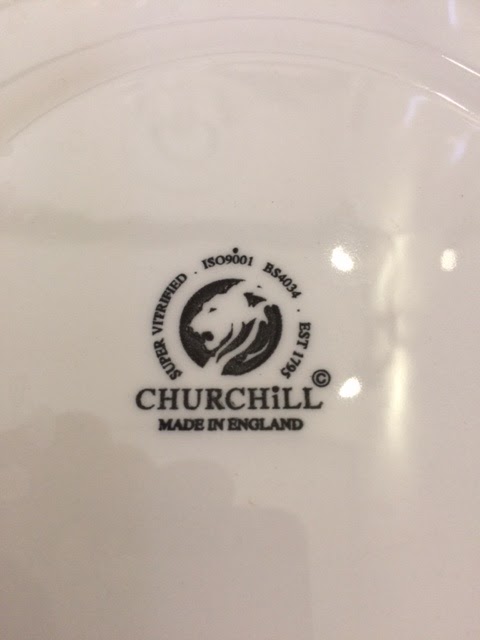 SUPER VITRIFIED · ISO9001 BS4034 · EST 1795
CHURCHiLL©
MADE IN ENGLAND